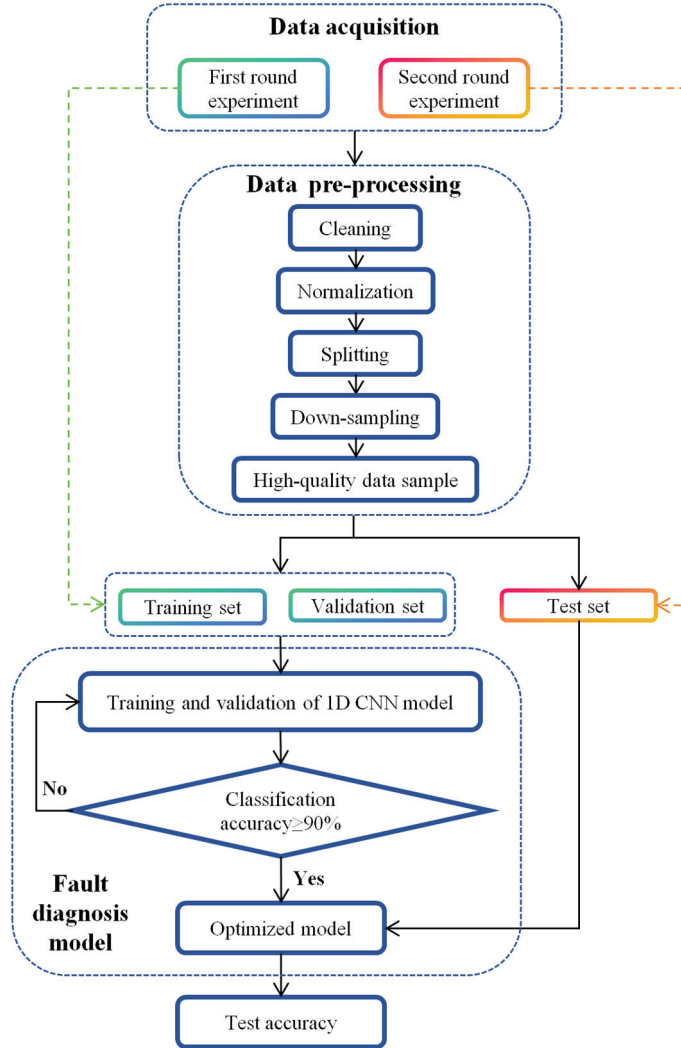 Data acquisition
First round
experiment
Second round
experiment
Data pre-processing
Cleaning
Normalization
Splitting
Down-sampling
High-quality data sample
Training set
Validation set
Test set
Training and validation of 1D CNN model
No
Classification
accuracy≥90%
Yes
Fault
diagnosis
model
Optimized model
Test accuracy